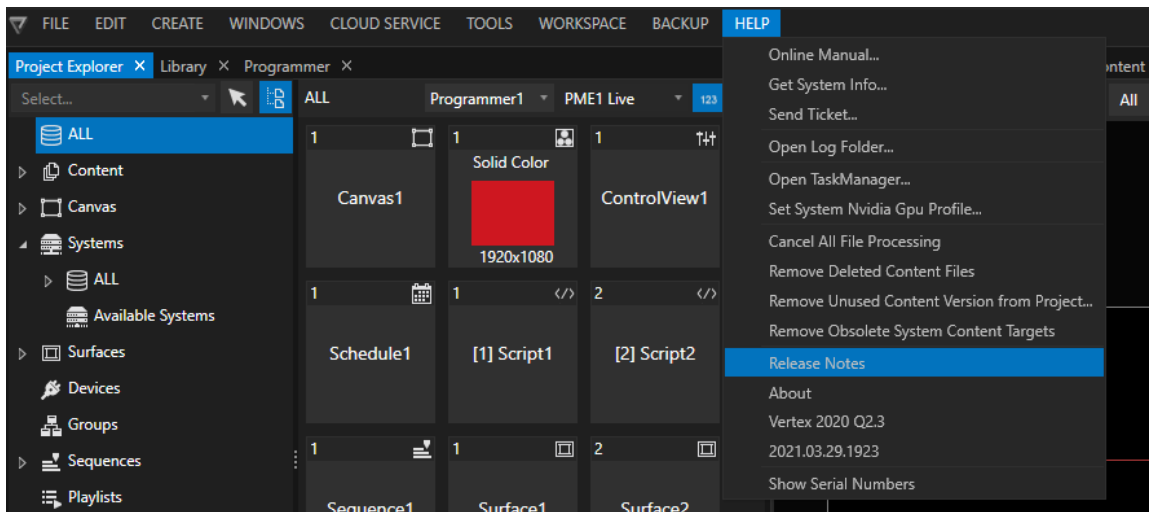 FILE EDIT CREATE WINDOWS CLOUD SERVICE TOOLS WORKSPACE BACKUP HELP
Project Explorer × Library × Programmer ×
Select...
ALL Programmer1 PME1 Live 123
ntent
All
ALL
Content
Canvas
Systems
ALL
Available Systems
Surfaces
Devices
Groups
Sequences
Playlists
1 1 1
Solid Color
Canvas1 ControlView1
1920x1080
1 1 </> 2 </>
Schedule1 [1] Script1 [2] Script2
1 1 2
Sequence1 Surface1 Surface2
Online Manual...
Get System Info...
Send Ticket...
Open Log Folder...
Open TaskManager...
Set System Nvidia Gpu Profile...
Cancel All File Processing
Remove Deleted Content Files
Remove Unused Content Version from Project...
Remove Obsolete System Content Targets
Release Notes
About
Vertex 2020 Q2.3
2021.03.29.1923
Show Serial Numbers